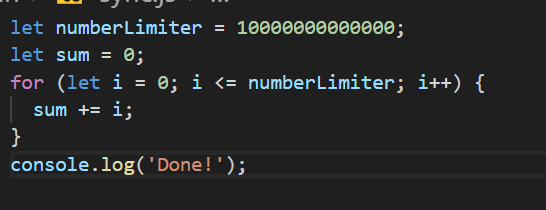 let numberLimiter = 10000000000000;
let sum = 0;
for (let i = 0; i <= numberLimiter; i++) {
sum += i;
}
console.log('Done!');